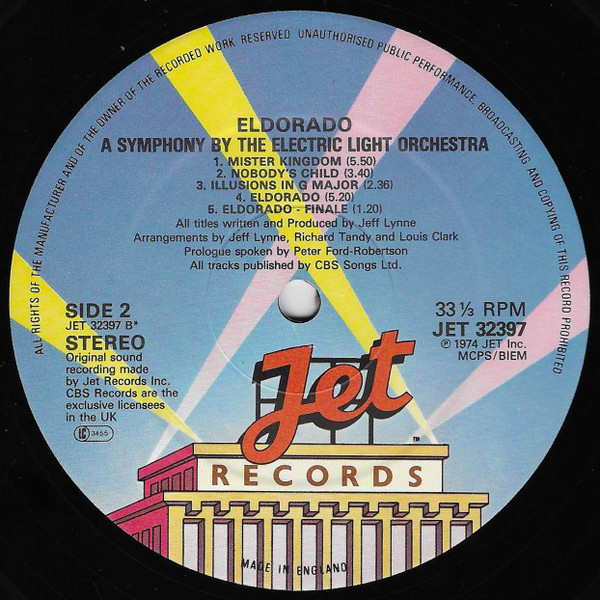 ALL RIGHTS OF THE MANUFACTURER AND OF THE OWNER OF THE RECORDED WORK RESERVED UNAUTHORISED PUBLIC PERFORMANCE, BROADCASTING AND COPYING OF THIS RECORD PROHIBITED
ELDORADO
A SYMPHONY BY THE ELECTRIC LIGHT ORCHESTRA
1. MISTER KINGDOM (5.50)
2. NOBODY'S CHILD (3.40)
3. ILLUSIONS IN G MAJOR (2.36)
4. ELDORADO (5.20)
5. ELDORADO - FINALE (1.20)
All titles written and Produced by Jeff Lynne
Arrangements by Jeff Lynne, Richard Tandy and Louis Clark
Prologue spoken by Peter Ford-Robertson
All tracks published by CBS Songs Ltd.
SIDE 2
JET 32397 B*
STEREO
Original sound
recording made
by Jet Records Inc.
CBS Records are the
exclusive licensees
in the UK
LC 3455
33 ⅓ RPM
JET 32397
℗ 1974 JET Inc.
MCPS/BIEM
Jet
™
RECORDS
MADE IN ENGLAND